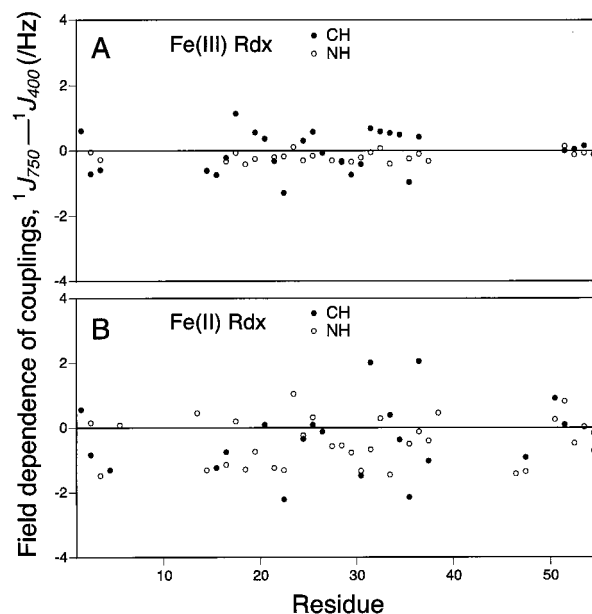 Field dependence of couplings, ¹J₇₅₀—¹J₄₀₀(/Hz)
4
A Fe(III) Rdx
● CH
○ NH
2
0
-2
-4
4
B Fe(II) Rdx
● CH
○ NH
2
0
-2
-4
10 20 30 40 50
Residue